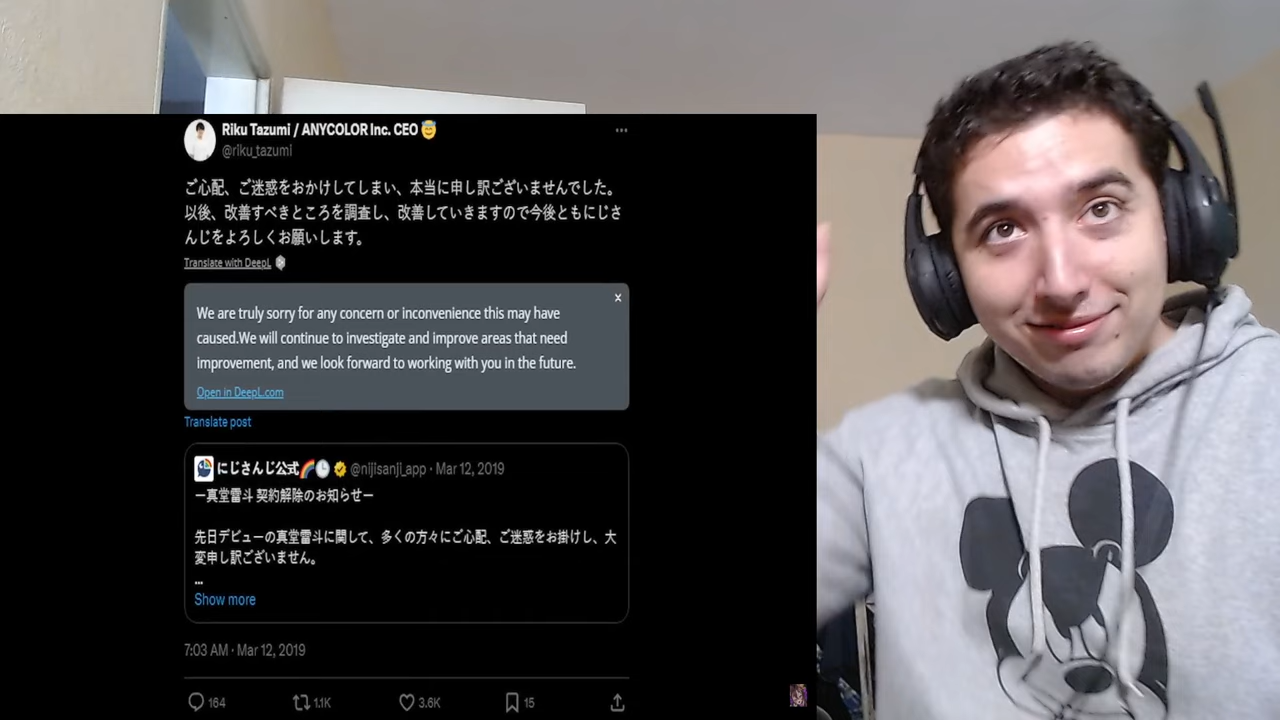 Riku Tazumi / ANYCOLOR Inc. CEO
@riku_tazumi
ご心配、ご迷惑をおかけしてしまい、本当に申し訳ございませんでした。
以後、改善すべきところを調査し、改善していきますので今後ともにじさ
んじをよろしくお願いします。
Translate with DeepL
We are truly sorry for any concern or inconvenience this may have
caused.We will continue to investigate and improve areas that need
improvement, and we look forward to working with you in the future.
Open in DeepL.com
Translate post
にじさんじ公式🌈🕒 @nijisanji_app · Mar 12, 2019
ー真堂雷斗 契約解除のお知らせー
先日デビューの真堂雷斗に関して、多くの方々にご心配、ご迷惑をお掛けし、大
変申し訳ございません。
...
Show more
7:03 AM · Mar 12, 2019
164 1.1K 3.6K 15